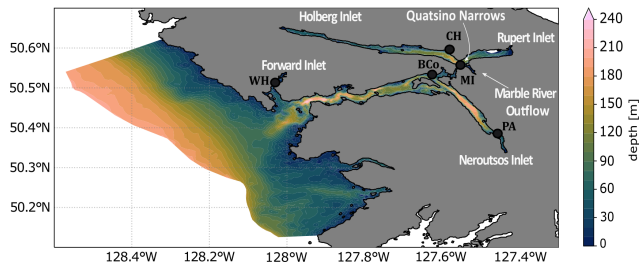 Holberg Inlet
Quatsino Narrows
CH
Rupert Inlet
50.6°N
Forward Inlet
BCo
MI
WH
50.5°N
Marble River
Outflow
50.4°N
PA
Neroutsos Inlet
50.3°N
50.2°N
128.4°W
128.2°W
128°W
127.8°W
127.6°W
127.4°W
240
210
180
150
120
90
60
30
0
depth [m]